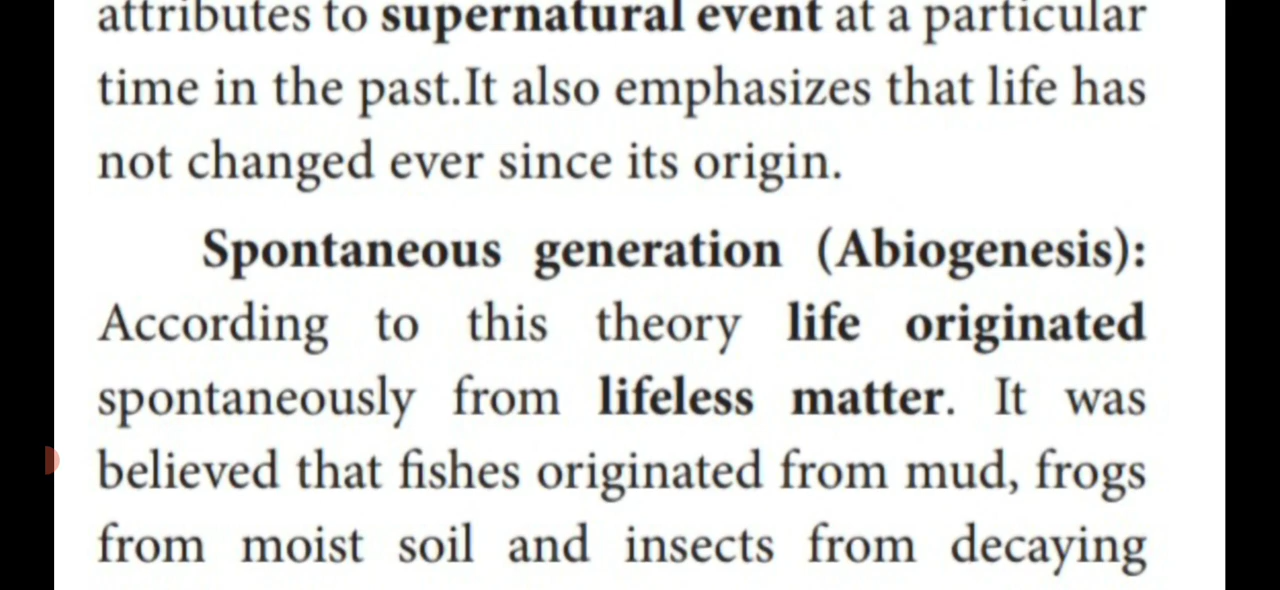 attributes to supernatural event at a particular
time in the past.It also emphasizes that life has
not changed ever since its origin.
Spontaneous generation (Abiogenesis):
According to this theory life originated
spontaneously from lifeless matter. It was
believed that fishes originated from mud, frogs
from moist soil and insects from decaying